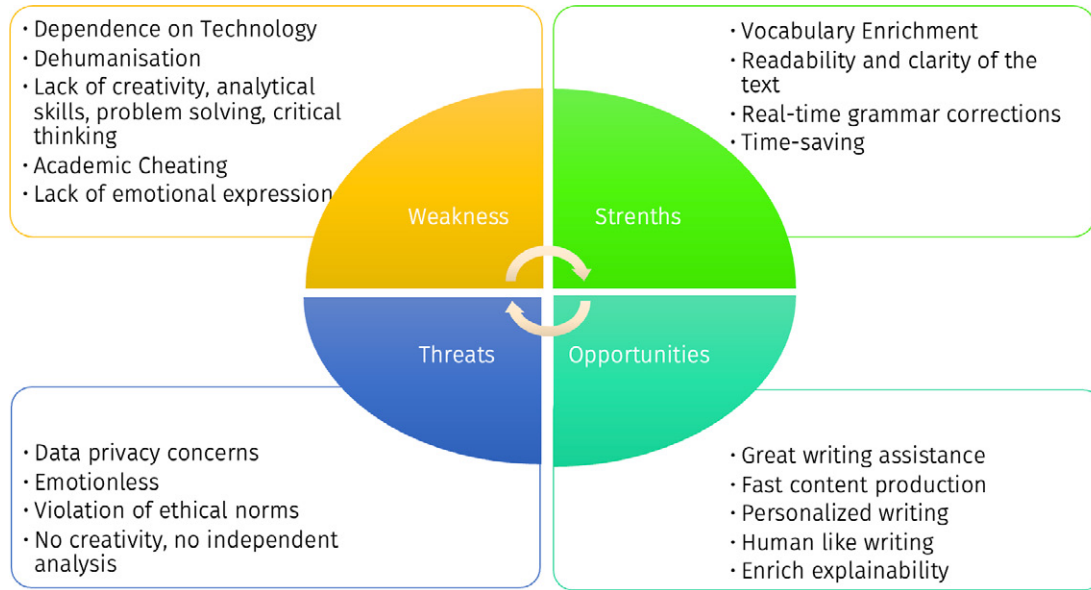 · Dependence on Technology
· Dehumanisation
· Lack of creativity, analytical
skills, problem solving, critical
thinking
· Academic Cheating
· Lack of emotional expression
· Vocabulary Enrichment
· Readability and clarity of the
text
· Real-time grammar corrections
· Time-saving
Weakness
Strenths
Threats
Opportunities
· Data privacy concerns
· Emotionless
· Violation of ethical norms
· No creativity, no independent
analysis
· Great writing assistance
· Fast content production
· Personalized writing
· Human like writing
· Enrich explainability